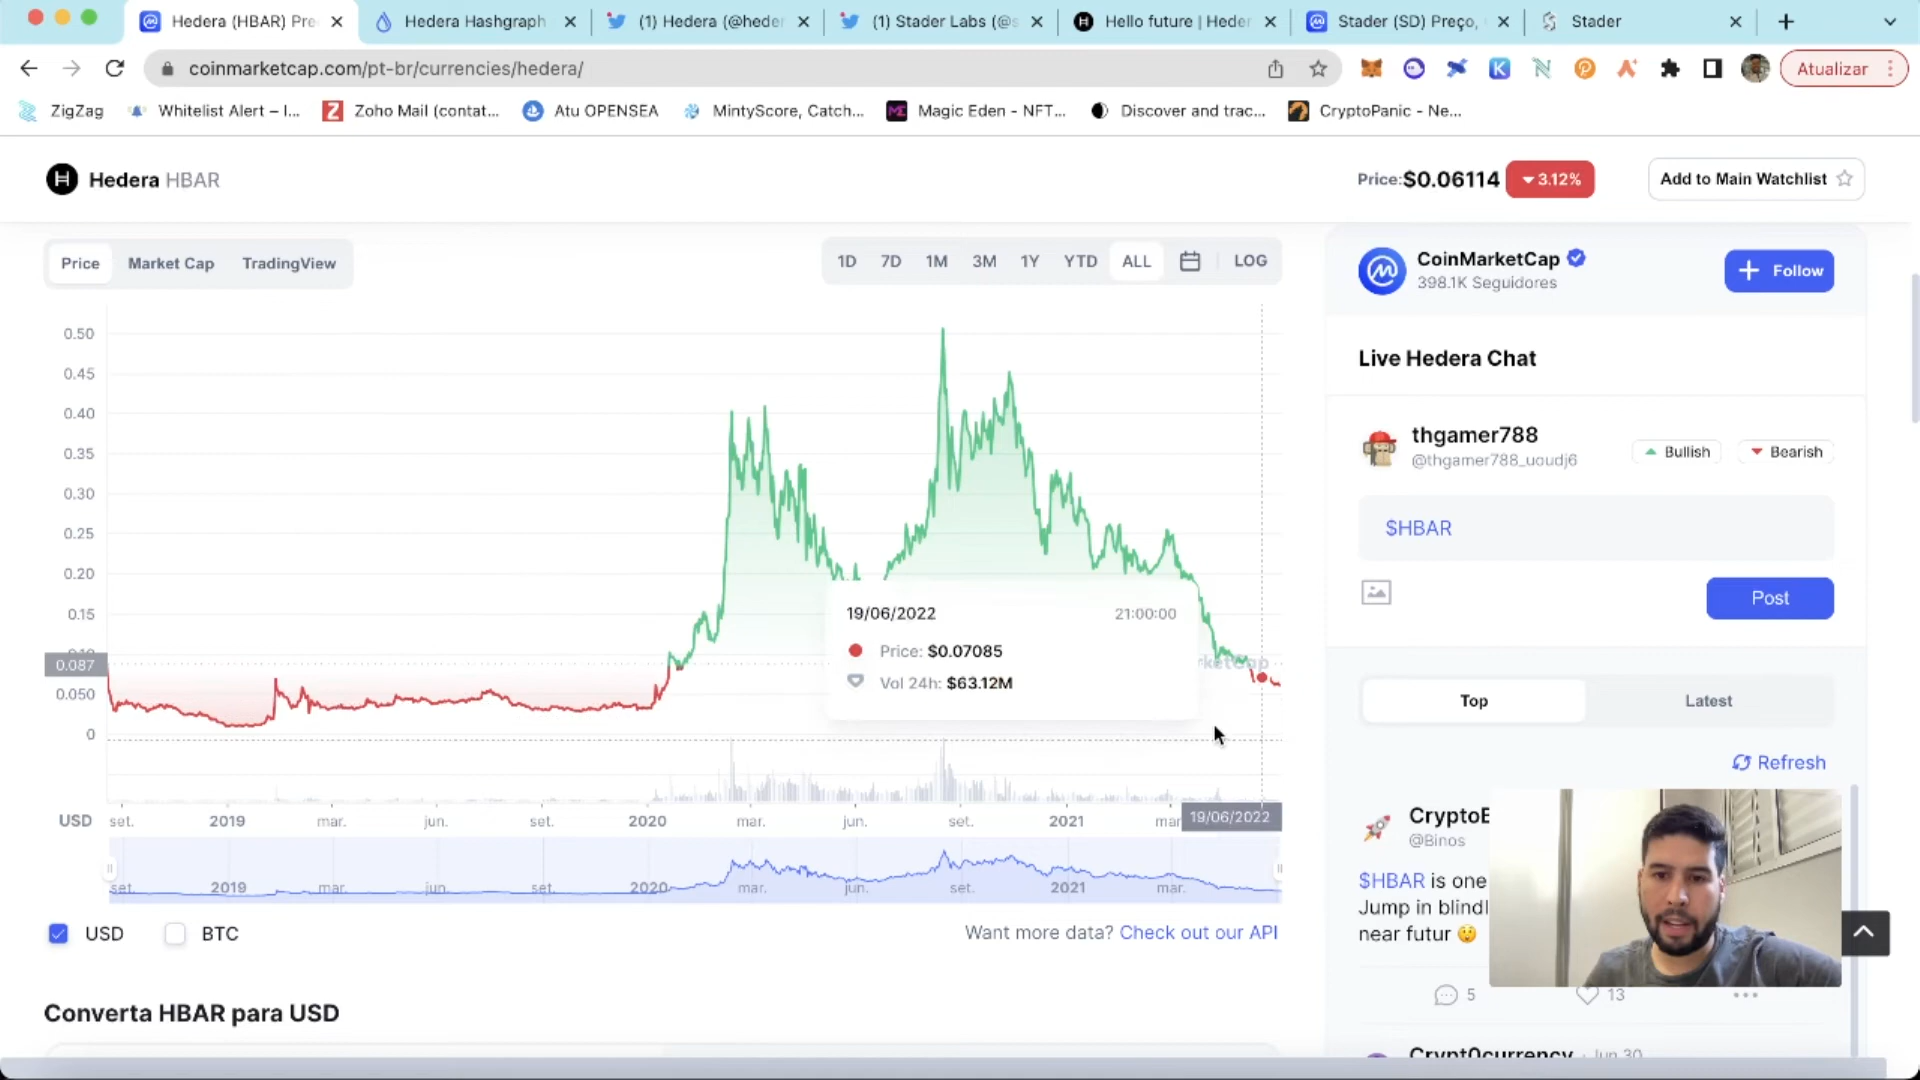 Hedera (HBAR) Pre
Hedera Hashgraph
(1) Hedera (@heder
(1) Stader Labs (@s
Hello future | Heder
Stader (SD) Preço,
Stader
coinmarketcap.com/pt-br/currencies/hedera/
Atualizar
ZigZag
Whitelist Alert – I...
Zoho Mail (contat...
Atu OPENSEA
MintyScore, Catch...
Magic Eden - NFT...
Discover and trac...
CryptoPanic - Ne...
Hedera HBAR
Price:$0.06114
3.12%
Add to Main Watchlist
Price
Market Cap
TradingView
1D
7D
1M
3M
1Y
YTD
ALL
LOG
CoinMarketCap
398.1K Seguidores
Follow
Live Hedera Chat
thgamer788
@thgamer788_uoudj6
Bullish
Bearish
$HBAR
Post
0.50
0.45
0.40
0.35
0.30
0.25
0.20
0.15
0.087
0.050
0
19/06/2022
21:00:00
Price: $0.07085
Vol 24h: $63.12M
Top
Latest
Refresh
USD
set.
2019
mar.
jun.
set.
2020
mar.
jun.
set.
2021
mar
19/06/2022
set.
2019
mar.
jun.
set.
2020
mar.
jun.
set.
2021
mar.
@Binos
$HBAR is one
Jump in
near futur
5
13
USD
BTC
Want more data? Check out our API
Converta HBAR para USD
Jun 30